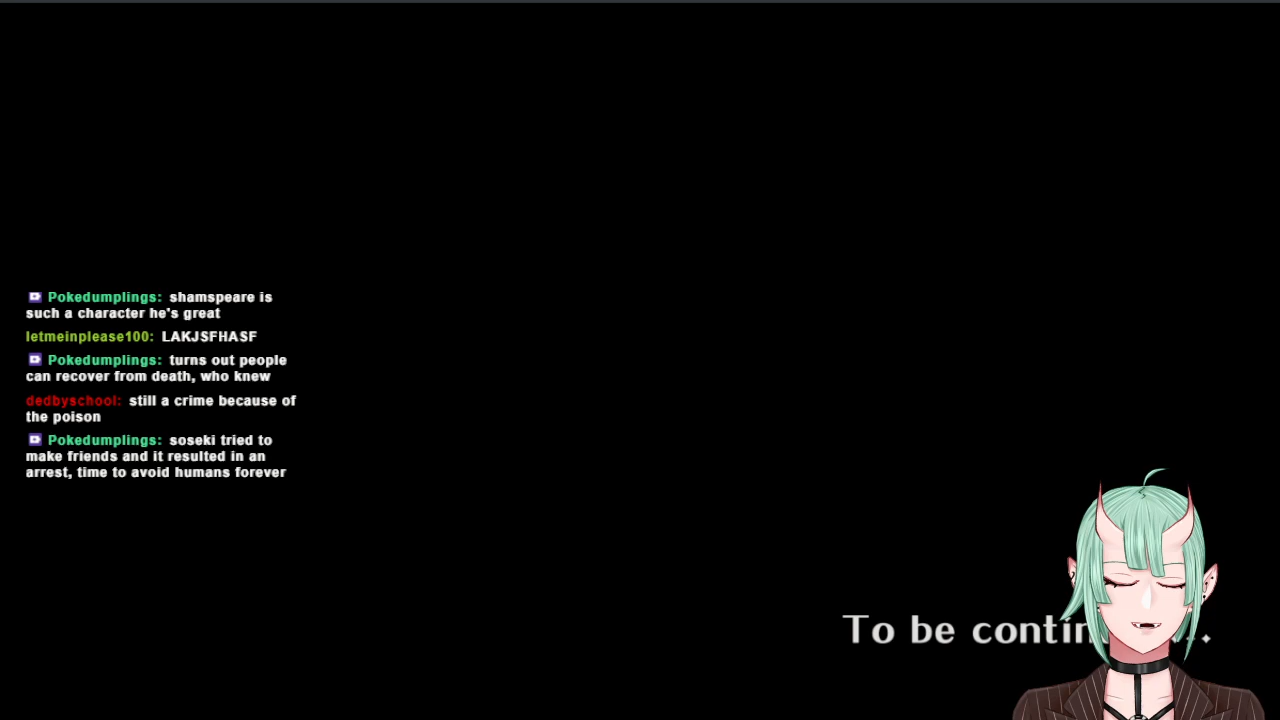 Pokedumplings: shamspeare is
such a character he's great
letmeinplease100: LAKJSFHASF
Pokedumplings: turns out people
can recover from death, who knew
dedbyschool: still a crime because of
the poison
Pokedumplings: soseki tried to
make friends and it resulted in an
arrest, time to avoid humans forever
To be